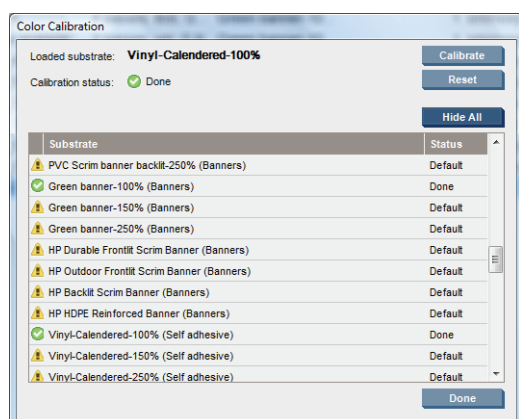 Color Calibration
Loaded substrate: Vinyl-Calendered-100% Calibrate
Calibration status: Done Reset
Hide All
Substrate Status
PVC Scrim banner backlit-250% (Banners) Default
Green banner-100% (Banners) Done
Green banner-150% (Banners) Default
Green banner-250% (Banners) Default
HP Durable Frontlit Scrim Banner (Banners) Default
HP Outdoor Frontlit Scrim Banner (Banners) Default
HP Backlit Scrim Banner (Banners) Default
HP HDPE Reinforced Banner (Banners) Default
Vinyl-Calendered-100% (Self adhesive) Done
Vinyl-Calendered-150% (Self adhesive) Default
Vinyl-Calendered-250% (Self adhesive) Default
Done